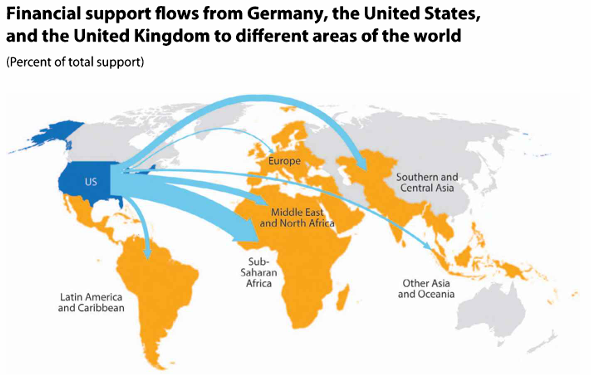 Financial support flows from Germany, the United States,
and the United Kingdom to different areas of the world
(Percent of total support)
Europe
US
Southern and
Central Asia
Middle East
and North Africa
Sub-
Saharan
Africa
Other Asia
and Oceania
Latin America
and Caribbean